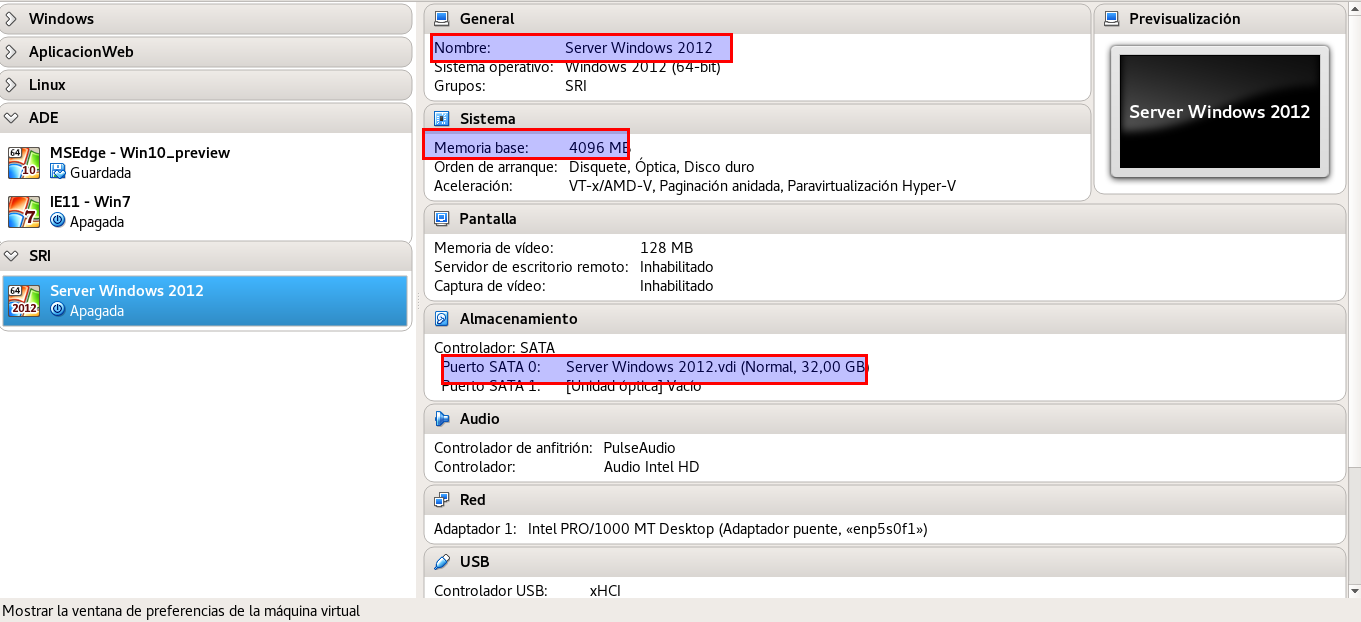 Windows
AplicacionWeb
Linux
ADE
64
10
MSEdge - Win10_preview
Guardada
7
IE11 - Win7
Apagada
SRI
64
2012
Server Windows 2012
Apagada
General
Nombre: Server Windows 2012
Sistema operativo: Windows 2012 (64-bit)
Grupos: SRI
Sistema
Memoria base: 4096 MB
Orden de arranque: Disquete, Óptica, Disco duro
Aceleración: VT-x/AMD-V, Paginación anidada, Paravirtualización Hyper-V
Previsualización
Server Windows 2012
Pantalla
Memoria de vídeo: 128 MB
Servidor de escritorio remoto: Inhabilitado
Captura de vídeo: Inhabilitado
Almacenamiento
Controlador: SATA
Puerto SATA 0: Server Windows 2012.vdi (Normal, 32,00 GB)
Puerto SATA 1: [Unidad óptica] Vacío
Audio
Controlador de anfitrión: PulseAudio
Controlador: Audio Intel HD
Red
Adaptador 1: Intel PRO/1000 MT Desktop (Adaptador puente, «enp5s0f1»)
USB
Controlador USB: xHCI
Mostrar la ventana de preferencias de la máquina virtual